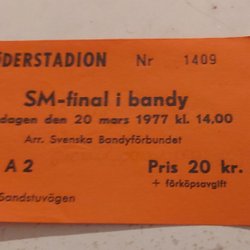 ÖDERSTADION Nr 1409
SM-final i bandy
dagen den 20 mars 1977 kl. 14,00
Arr. Svenska Bandyförbundet
A 2 Pris 20 kr.
+ förköpsavgift
Sandstuvägen